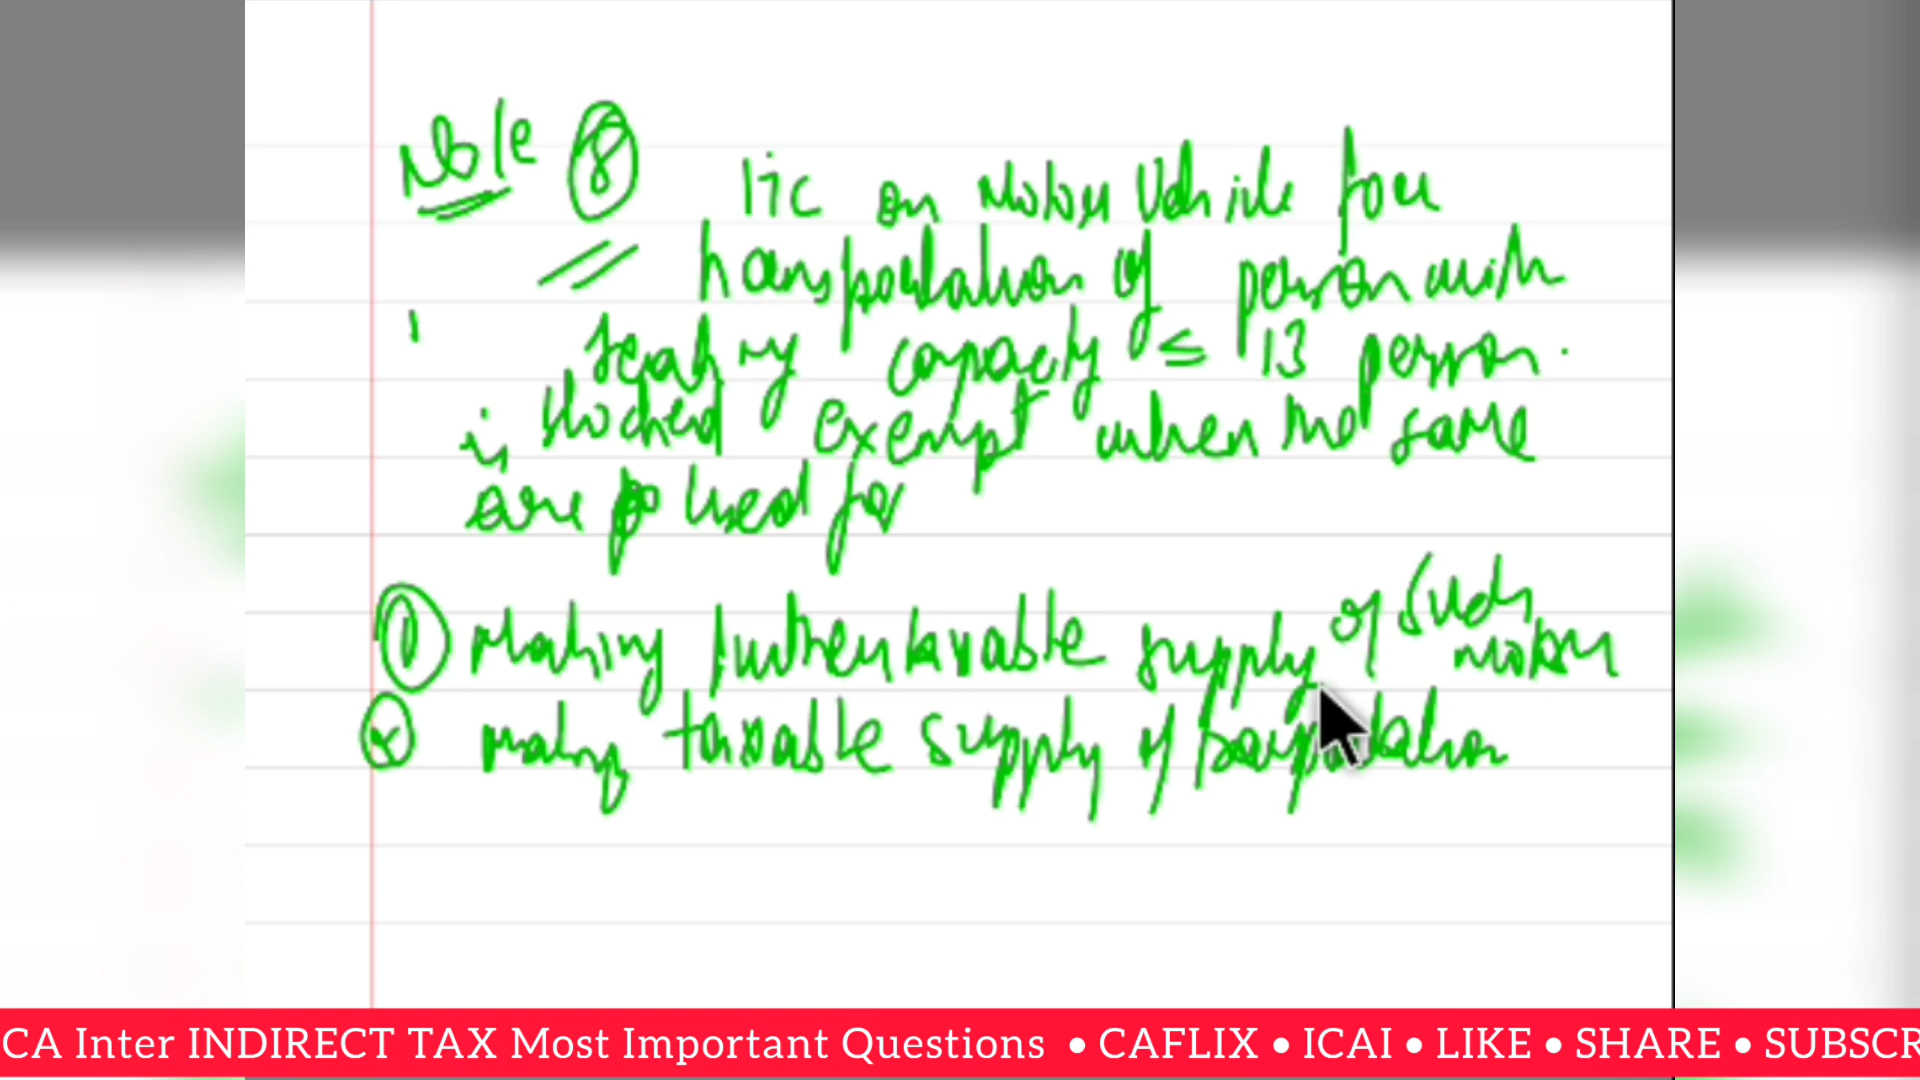 Note 8
ITC on Motor Vehicle for
transportation of person with
seating capacity ≤ 13 person.
is blocked exempt when the same
are used for
1 Making further taxable supply of such motor
2 making taxable supply of transportation
CA Inter INDIRECT TAX Most Important Questions • CAFLIX • ICAI • LIKE • SHARE • SUBSCR